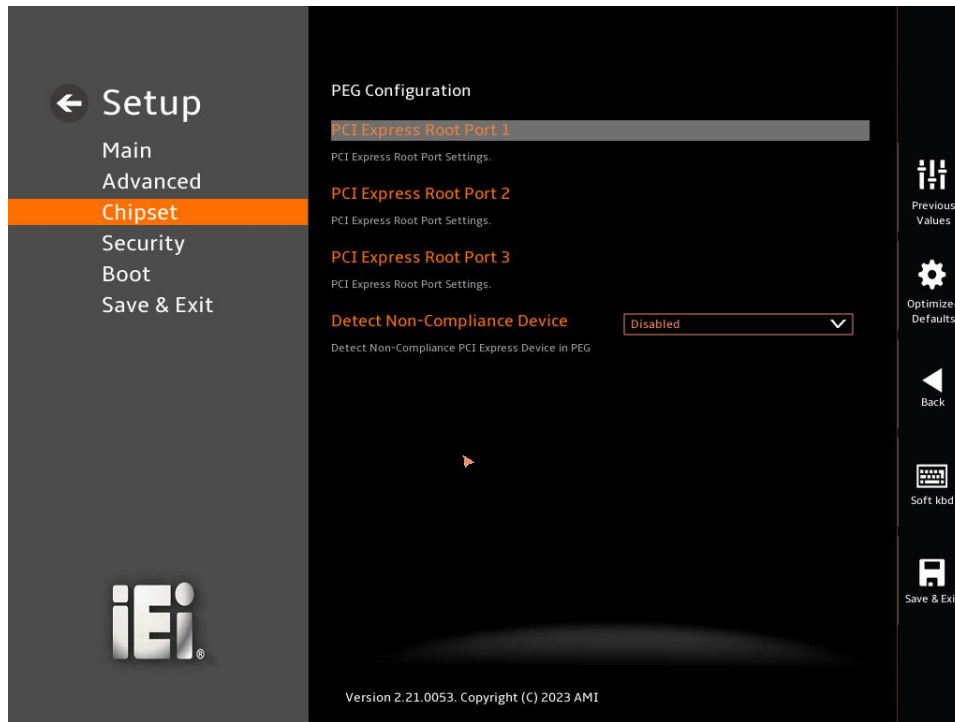 Setup
Main
Advanced
Chipset
Security
Boot
Save & Exit
iEi®
PEG Configuration
PCI Express Root Port 1
PCI Express Root Port Settings.
PCI Express Root Port 2
PCI Express Root Port Settings.
PCI Express Root Port 3
PCI Express Root Port Settings.
Detect Non-Compliance Device
Disabled
Detect Non-Compliance PCI Express Device in PEG
Version 2.21.0053. Copyright (C) 2023 AMI
Previous
Values
Optimize
Defaults
Back
Soft kbd
Save & Exi